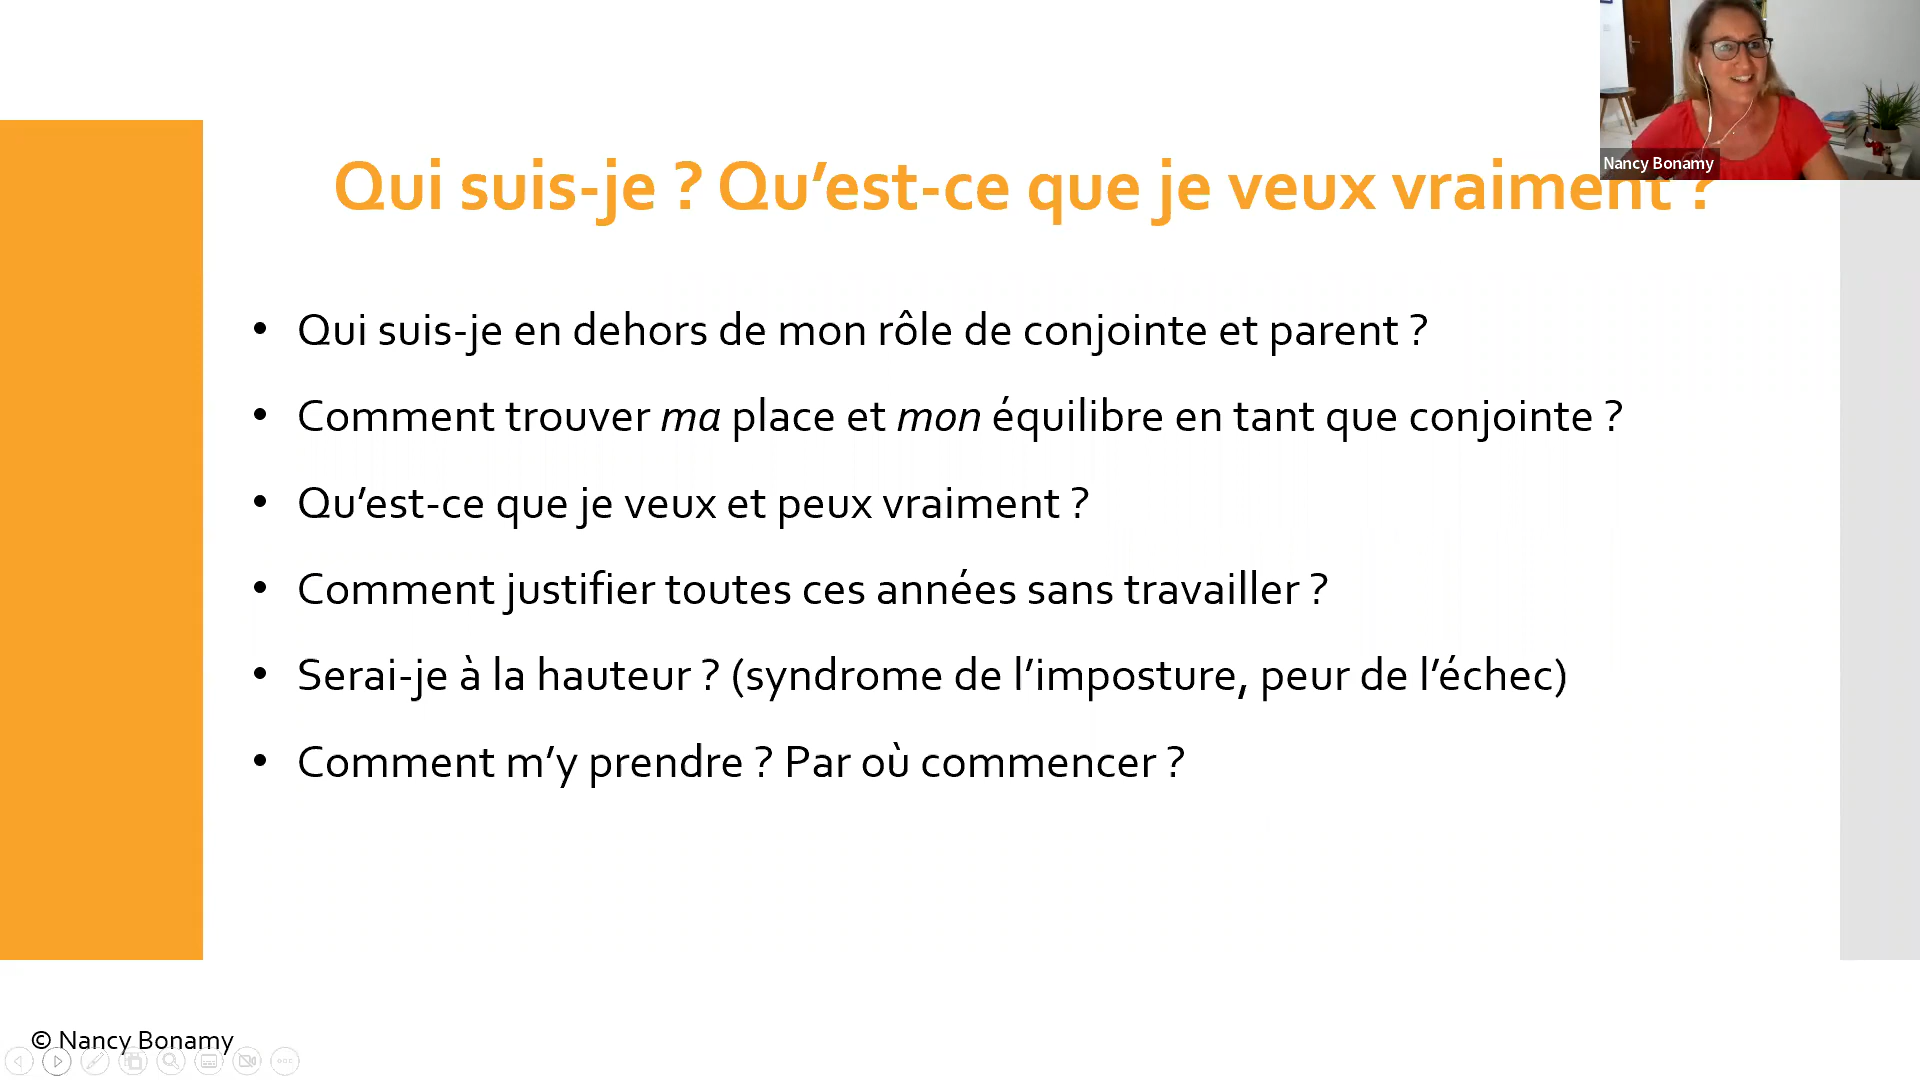 Nancy Bonamy
Qui suis-je ? Qu’est-ce que je veux vraiment ?
• Qui suis-je en dehors de mon rôle de conjointe et parent ?
• Comment trouver ma place et mon équilibre en tant que conjointe ?
• Qu’est-ce que je veux et peux vraiment ?
• Comment justifier toutes ces années sans travailler ?
• Serai-je à la hauteur ? (syndrome de l’imposture, peur de l’échec)
• Comment m’y prendre ? Par où commencer ?
© Nancy Bonamy